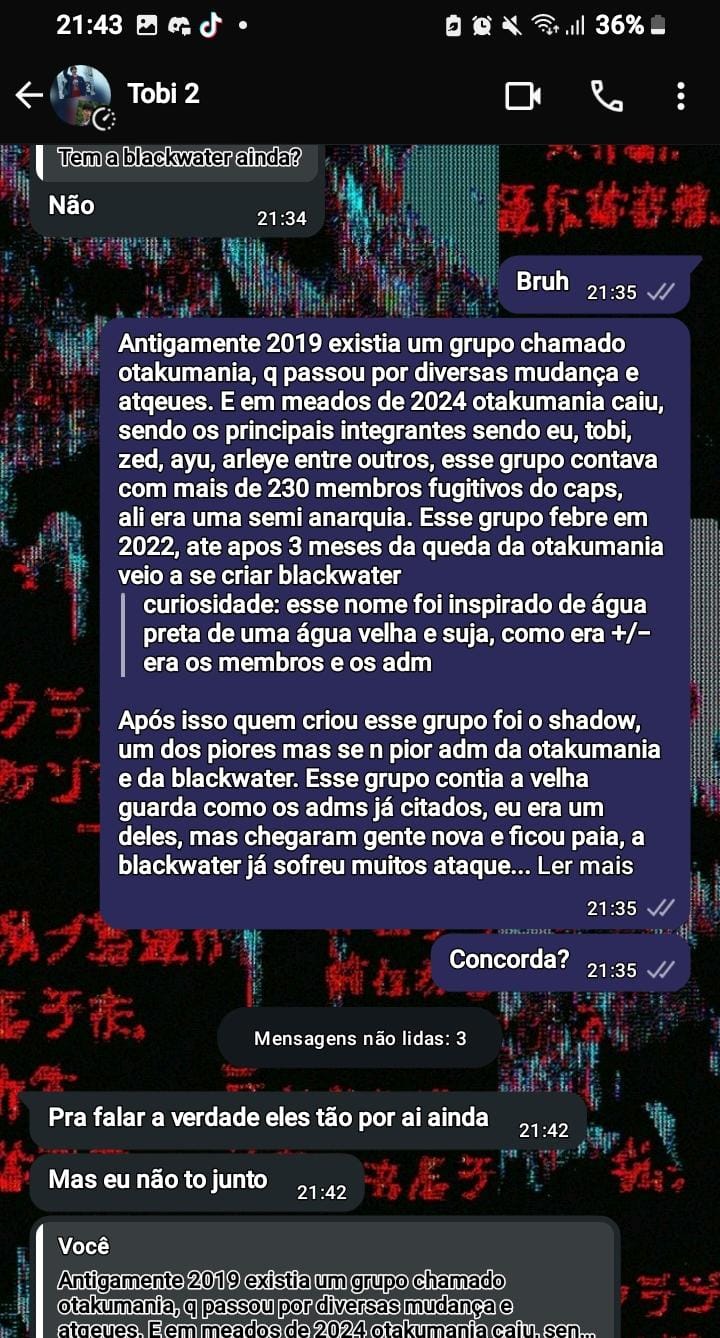 21:43
36%
Tobi 2
Tem a blackwater ainda?
Não
21:34
Bruh
21:35
Antigamente 2019 existia um grupo chamado
otakumania, q passou por diversas mudança e
atqeues. E em meados de 2024 otakumania caiu,
sendo os principais integrantes sendo eu, tobi,
zed, ayu, arleye entre outros, esse grupo contava
com mais de 230 membros fugitivos do caps,
ali era uma semi anarquia. Esse grupo febre em
2022, ate apos 3 meses da queda da otakumania
veio a se criar blackwater
curiosidade: esse nome foi inspirado de água
preta de uma água velha e suja, como era +/-
era os membros e os adm
Após isso quem criou esse grupo foi o shadow,
um dos piores mas se n pior adm da otakumania
e da blackwater. Esse grupo contia a velha
guarda como os adms já citados, eu era um
deles, mas chegaram gente nova e ficou paia, a
blackwater já sofreu muitos ataque... Ler mais
21:35
Concorda?
21:35
Mensagens não lidas: 3
Pra falar a verdade eles tão por ai ainda
21:42
Mas eu não to junto
21:42
Você
Antigamente 2019 existia um grupo chamado
otakumania, q passou por diversas mudança e
atqeues. E em meados de 2024 otakumania caiu, sen...